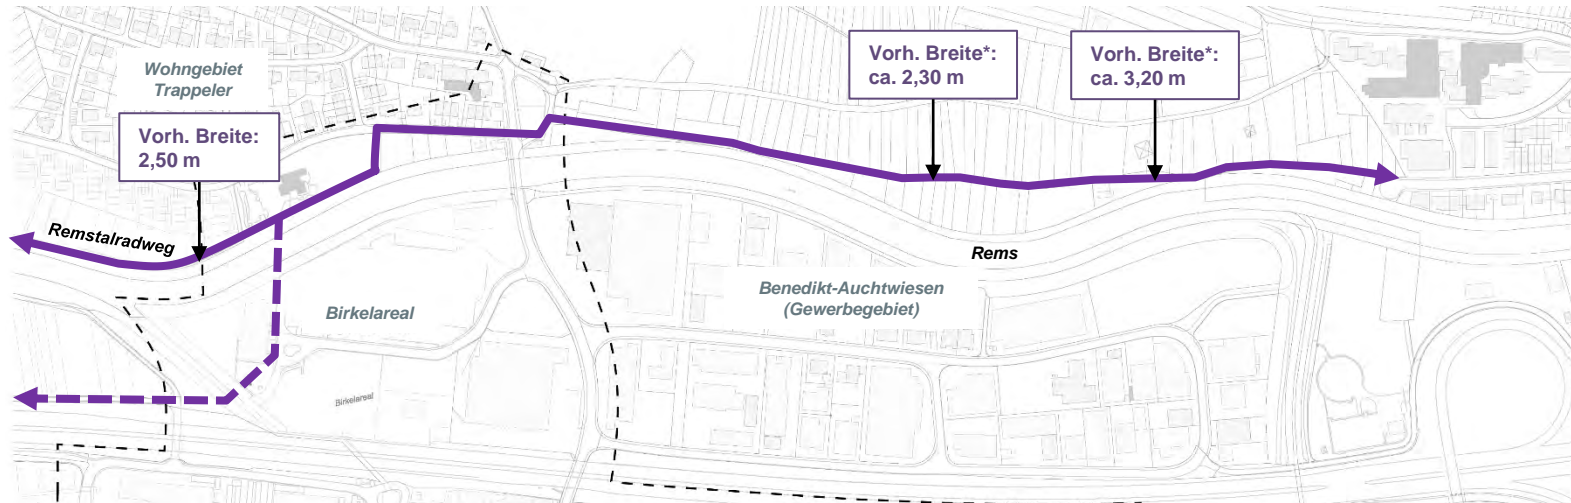 Wohngebiet
Trappeler
Vorh. Breite:
2,50 m
Vorh. Breite*:
ca. 2,30 m
Vorh. Breite*:
ca. 3,20 m
Remstalradweg
Rems
Birkelareal
Benedikt-Auchtwiesen
(Gewerbegebiet)
Birkelareal